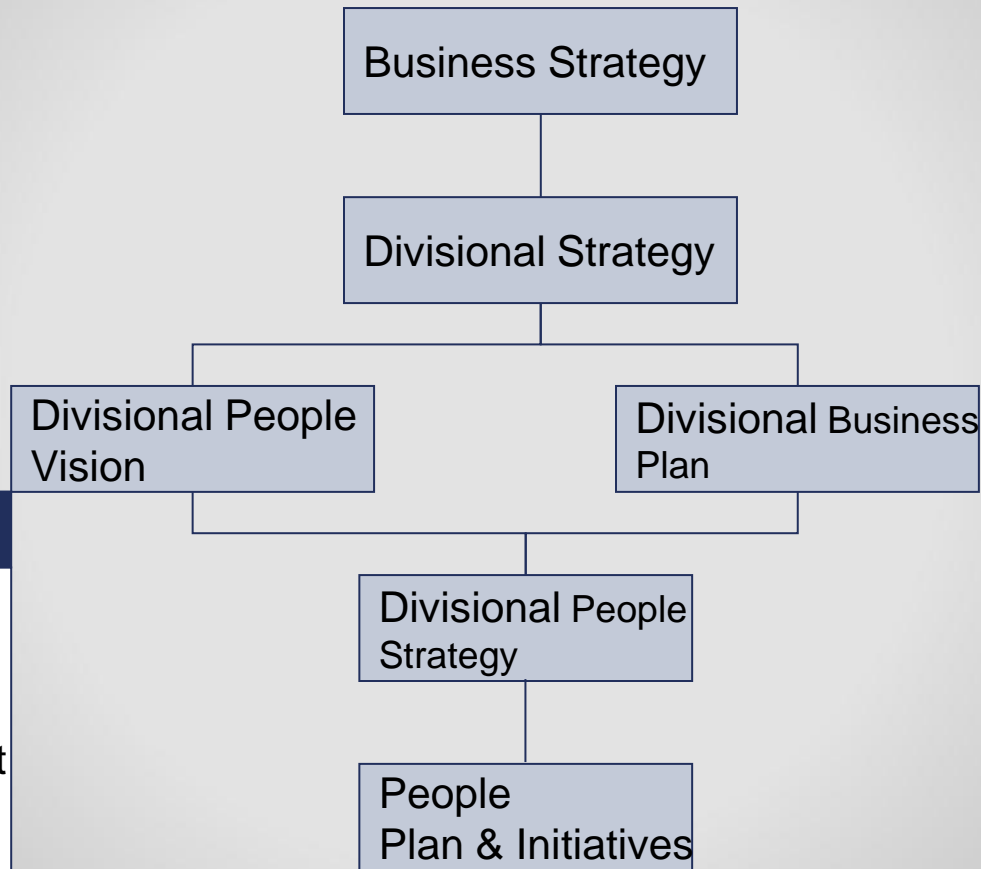 Business Strategy
Divisional Strategy
Divisional People
Vision
Divisional Business
Plan
Divisional People
Strategy
t
People
Plan & Initiatives